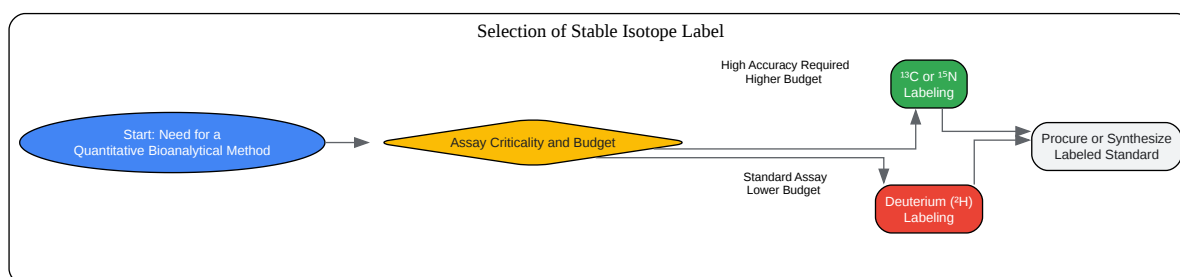 Selection of Stable Isotope Label
Start: Need for a
Quantitative Bioanalytical Method
Assay Criticality and Budget
High Accuracy Required
Higher Budget
¹³C or ¹⁵N
Labeling
Standard Assay
Lower Budget
Deuterium (²H)
Labeling
Procure or Synthesize
Labeled Standard